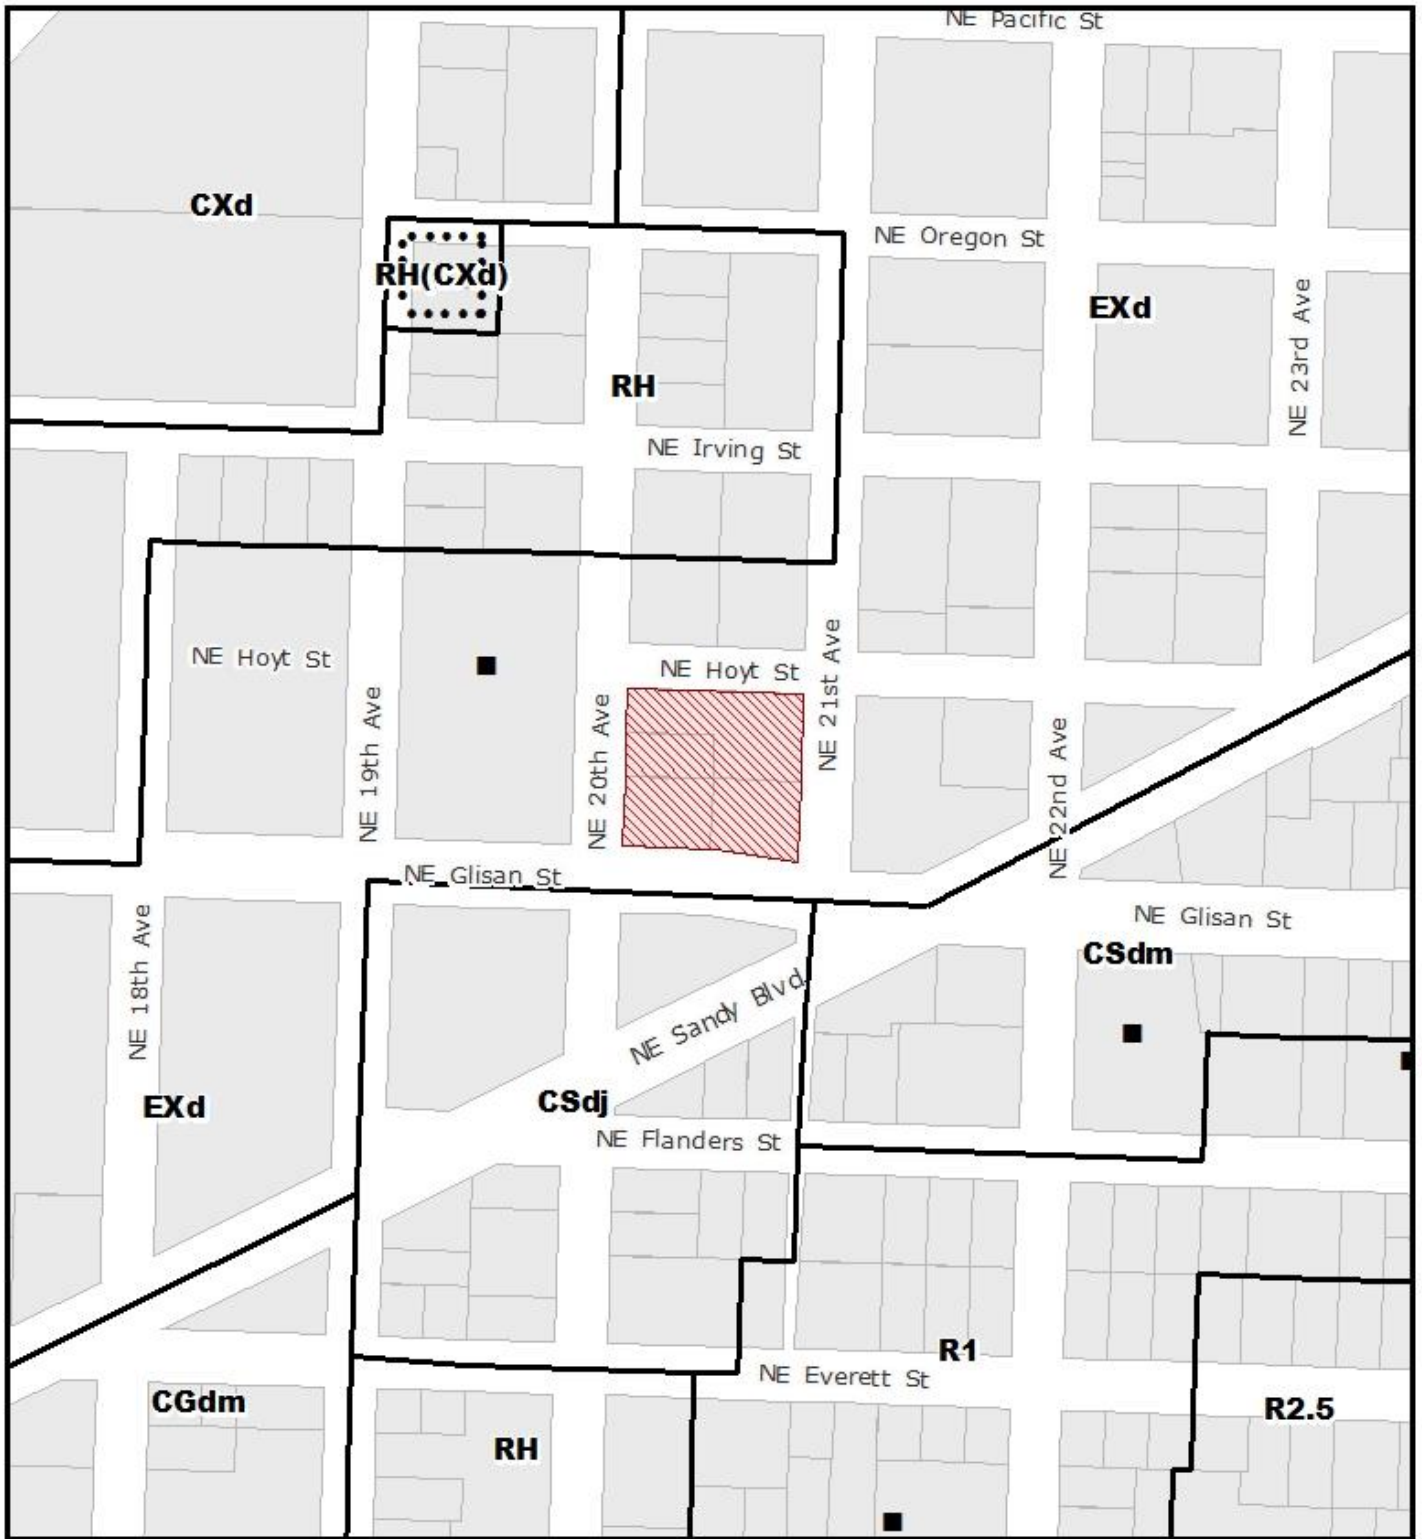 NE Pacific St
CXd
NE Oregon St
RH(CXd)
EXd
NE 23rd Ave
RH
NE Irving St
NE Hoyt St
NE Hoyt St
NE 21st Ave
NE 19th Ave
NE 20th Ave
NE 22nd Ave
NE Glisan St
NE Glisan St
NE 18th Ave
CSdm
NE Sandy Blvd
EXd
CSdj
NE Flanders St
R1
NE Everett St
CGdm
R2.5
RH